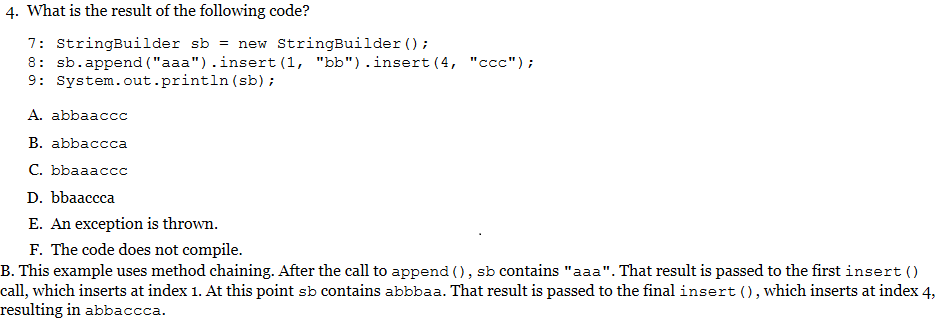 4. What is the result of the following code?
7: StringBuilder sb = new StringBuilder();
8: sb.append("aaa").insert(1, "bb").insert(4, "ccc");
9: System.out.println(sb);
A. abbaaccc
B. abbaccca
C. bbaaaccc
D. bbaaccca
E. An exception is thrown.
F. The code does not compile.
B. This example uses method chaining. After the call to append(), sb contains "aaa". That result is passed to the first insert()
call, which inserts at index 1. At this point sb contains abbbaa. That result is passed to the final insert(), which inserts at index 4,
resulting in abbaccca.